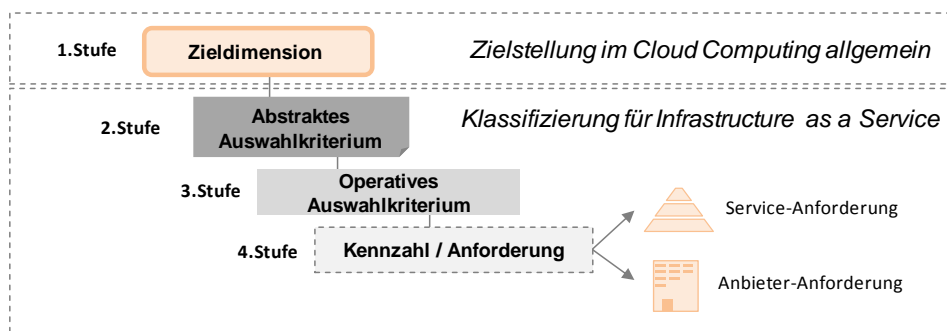 1.Stufe
Zieldimension
Zielstellung im Cloud Computing allgemein
2.Stufe
Abstraktes
Auswahlkriterium
Klassifizierung für Infrastructure as a Service
3.Stufe
Operatives
Auswahlkriterium
4.Stufe
Kennzahl / Anforderung
Service-Anforderung
Anbieter-Anforderung